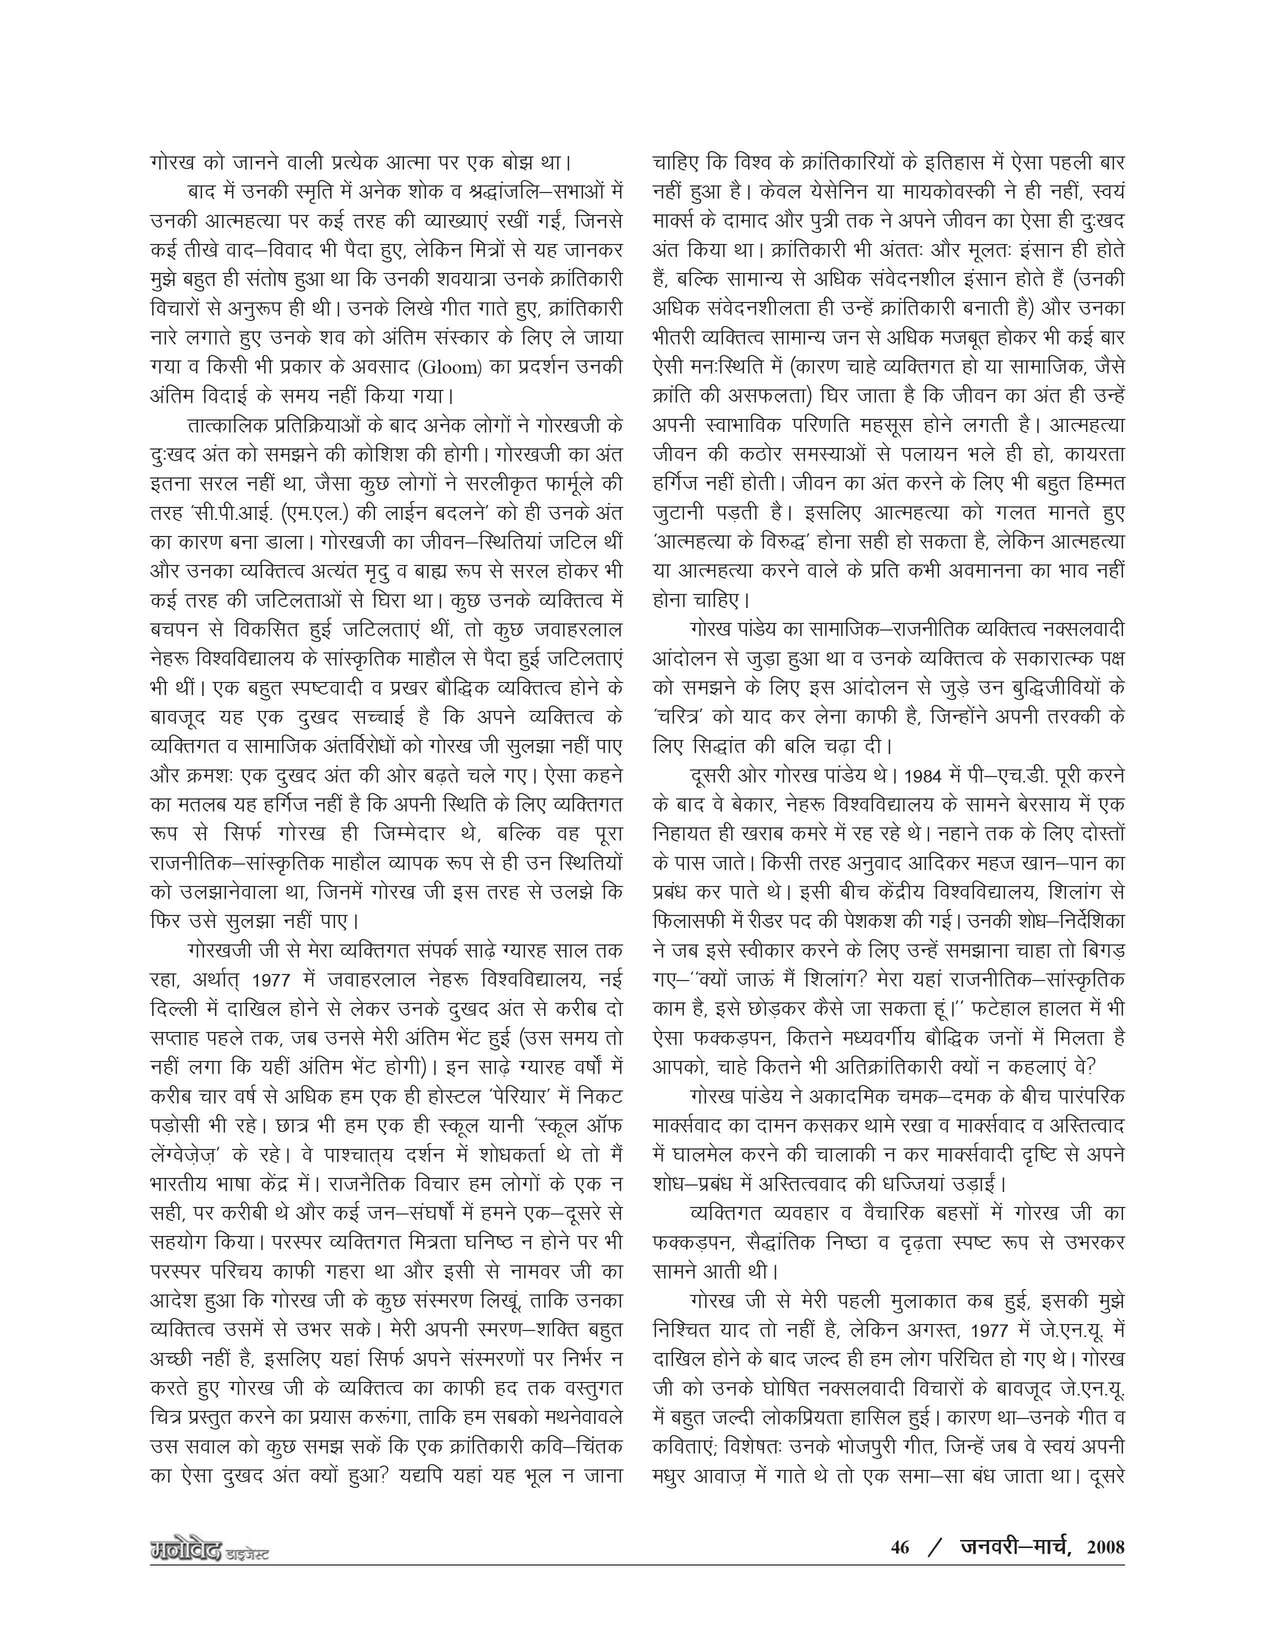 गोरख को जानने वाली प्रत्येक आत्मा पर एक बोझ था।
बाद में उनकी स्मृति में अनेक शोक व श्रद्धांजलि–सभाओं में
उनकी आत्महत्या पर कई तरह की व्याख्याएं रखीं गईं, जिनसे
कई तीखे वाद–विवाद भी पैदा हुए, लेकिन मित्रों से यह जानकर
मुझे बहुत ही संतोष हुआ था कि उनकी शवयात्रा उनके क्रांतिकारी
विचारों से अनुरूप ही थी। उनके लिखे गीत गाते हुए, क्रांतिकारी
नारे लगाते हुए उनके शव को अंतिम संस्कार के लिए ले जाया
गया व किसी भी प्रकार के अवसाद (Gloom) का प्रदर्शन उनकी
अंतिम विदाई के समय नहीं किया गया।
तात्कालिक प्रतिक्रियाओं के बाद अनेक लोगों ने गोरखजी के
दुःखद अंत को समझने की कोशिश की होगी। गोरखजी का अंत
इतना सरल नहीं था, जैसा कुछ लोगों ने सरलीकृत फार्मूले की
तरह 'सी.पी.आई. (एम.एल.) की लाईन बदलने' को ही उनके अंत
का कारण बना डाला। गोरखजी का जीवन–स्थितियां जटिल थीं
और उनका व्यक्तित्व अत्यंत मृदु व बाह्य रूप से सरल होकर भी
कई तरह की जटिलताओं से घिरा था। कुछ उनके व्यक्तित्व में
बचपन से विकसित हुई जटिलताएं थीं, तो कुछ जवाहरलाल
नेहरू विश्वविद्यालय के सांस्कृतिक माहौल से पैदा हुई जटिलताएं
भी थीं। एक बहुत स्पष्टवादी व प्रखर बौद्धिक व्यक्तित्व होने के
बावजूद यह एक दुखद सच्चाई है कि अपने व्यक्तित्व के
व्यक्तिगत व सामाजिक अंतर्विरोधों को गोरख जी सुलझा नहीं पाए
और क्रमशः एक दुखद अंत की ओर बढ़ते चले गए। ऐसा कहने
का मतलब यह हर्गिज नहीं है कि अपनी स्थिति के लिए व्यक्तिगत
रूप से सिर्फ गोरख ही जिम्मेदार थे, बल्कि वह पूरा
राजनीतिक–सांस्कृतिक माहौल व्यापक रूप से ही उन स्थितियों
को उलझानेवाला था, जिनमें गोरख जी इस तरह से उलझे कि
फिर उसे सुलझा नहीं पाए।
गोरखजी जी से मेरा व्यक्तिगत संपर्क साढ़े ग्यारह साल तक
रहा, अर्थात् 1977 में जवाहरलाल नेहरू विश्वविद्यालय, नई
दिल्ली में दाखिल होने से लेकर उनके दुखद अंत से करीब दो
सप्ताह पहले तक, जब उनसे मेरी अंतिम भेंट हुई (उस समय तो
नहीं लगा कि यहीं अंतिम भेंट होगी)। इन साढ़े ग्यारह वर्षों में
करीब चार वर्ष से अधिक हम एक ही होस्टल 'पेरियार' में निकट
पड़ोसी भी रहे। छात्र भी हम एक ही स्कूल यानी 'स्कूल ऑफ
लेंग्वेज़ेज़' के रहे। वे पाश्चात्य दर्शन में शोधकर्ता थे तो मैं
भारतीय भाषा केंद्र में। राजनैतिक विचार हम लोगों के एक न
सही, पर करीबी थे और कई जन–संघर्षों में हमने एक–दूसरे से
सहयोग किया। परस्पर व्यक्तिगत मित्रता घनिष्ठ न होने पर भी
परस्पर परिचय काफी गहरा था और इसी से नामवर जी का
आदेश हुआ कि गोरख जी के कुछ संस्मरण लिखूं, ताकि उनका
व्यक्तित्व उसमें से उभर सके। मेरी अपनी स्मरण–शक्ति बहुत
अच्छी नहीं है, इसलिए यहां सिर्फ अपने संस्मरणों पर निर्भर न
करते हुए गोरख जी के व्यक्तित्व का काफी हद तक वस्तुगत
चित्र प्रस्तुत करने का प्रयास करूंगा, ताकि हम सबको मथनेवावले
उस सवाल को कुछ समझ सकें कि एक क्रांतिकारी कवि–चिंतक
का ऐसा दुखद अंत क्यों हुआ? यद्यपि यहां यह भूल न जाना
चाहिए कि विश्व के क्रांतिकारियों के इतिहास में ऐसा पहली बार
नहीं हुआ है। केवल येसेनिन या मायकोवस्की ने ही नहीं, स्वयं
मार्क्स के दामाद और पुत्री तक ने अपने जीवन का ऐसा ही दुःखद
अंत किया था। क्रांतिकारी भी अंततः और मूलतः इंसान ही होते
हैं, बल्कि सामान्य से अधिक संवेदनशील इंसान होते हैं (उनकी
अधिक संवेदनशीलता ही उन्हें क्रांतिकारी बनाती है) और उनका
भीतरी व्यक्तित्व सामान्य जन से अधिक मजबूत होकर भी कई बार
ऐसी मनःस्थिति में (कारण चाहे व्यक्तिगत हो या सामाजिक, जैसे
क्रांति की असफलता) घिर जाता है कि जीवन का अंत ही उन्हें
अपनी स्वाभाविक परिणति महसूस होने लगती है। आत्महत्या
जीवन की कठोर समस्याओं से पलायन भले ही हो, कायरता
हर्गिज नहीं होती। जीवन का अंत करने के लिए भी बहुत हिम्मत
जुटानी पड़ती है। इसलिए आत्महत्या को गलत मानते हुए
'आत्महत्या के विरुद्ध' होना सही हो सकता है, लेकिन आत्महत्या
या आत्महत्या करने वाले के प्रति कभी अवमानना का भाव नहीं
होना चाहिए।
गोरख पांडेय का सामाजिक–राजनीतिक व्यक्तित्व नक्सलवादी
आंदोलन से जुड़ा हुआ था व उनके व्यक्तित्व के सकारात्म्क पक्ष
को समझने के लिए इस आंदोलन से जुड़े उन बुद्धिजीवियों के
'चरित्र' को याद कर लेना काफी है, जिन्होंने अपनी तरक्की के
लिए सिद्धांत की बलि चढ़ा दी।
दूसरी ओर गोरख पांडेय थे। 1984 में पी–एच.डी. पूरी करने
के बाद वे बेकार, नेहरू विश्वविद्यालय के सामने बेरसाय में एक
निहायत ही खराब कमरे में रह रहे थे। नहाने तक के लिए दोस्तों
के पास जाते। किसी तरह अनुवाद आदिकर महज खान–पान का
प्रबंध कर पाते थे। इसी बीच केंद्रीय विश्वविद्यालय, शिलांग से
फिलासफी में रीडर पद की पेशकश की गई। उनकी शोध–निर्देशिका
ने जब इसे स्वीकार करने के लिए उन्हें समझाना चाहा तो बिगड़
गए–''क्यों जाऊं मैं शिलांग? मेरा यहां राजनीतिक–सांस्कृतिक
काम है, इसे छोड़कर कैसे जा सकता हूं।'' फटेहाल हालत में भी
ऐसा फक्कड़पन, कितने मध्यवर्गीय बौद्धिक जनों में मिलता है
आपको, चाहे कितने भी अतिक्रांतिकारी क्यों न कहलाएं वे?
गोरख पांडेय ने अकादमिक चमक–दमक के बीच पारंपरिक
मार्क्सवाद का दामन कसकर थामे रखा व मार्क्सवाद व अस्तित्वाद
में घालमेल करने की चालाकी न कर मार्क्सवादी दृष्टि से अपने
शोध–प्रबंध में अस्तित्ववाद की धज्जियां उड़ाईं।
व्यक्तिगत व्यवहार व वैचारिक बहसों में गोरख जी का
फक्कड़पन, सैद्धांतिक निष्ठा व दृढ़ता स्पष्ट रूप से उभरकर
सामने आती थी।
गोरख जी से मेरी पहली मुलाकात कब हुई, इसकी मुझे
निश्चित याद तो नहीं है, लेकिन अगस्त, 1977 में जे.एन.यू. में
दाखिल होने के बाद जल्द ही हम लोग परिचित हो गए थे। गोरख
जी को उनके घोषित नक्सलवादी विचारों के बावजूद जे.एन.यू.
में बहुत जल्दी लोकप्रियता हासिल हुई। कारण था–उनके गीत व
कविताएं; विशेषतः उनके भोजपुरी गीत, जिन्हें जब वे स्वयं अपनी
मधुर आवाज़ में गाते थे तो एक समा–सा बंध जाता था। दूसरे
मनोवेद डाइजेस्ट
46 / जनवरी–मार्च, 2008